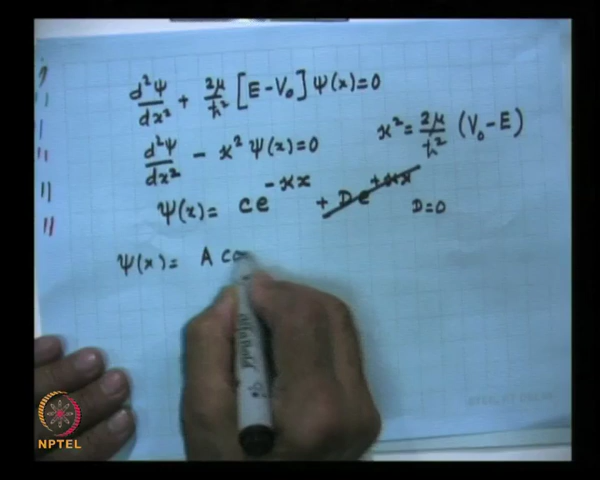 d²ψ/dx² + 2μ/ħ² [E - V₀] ψ(x) = 0
d²ψ/dx² - κ² ψ(x) = 0    κ² = 2μ/ħ² (V₀ - E)
ψ(x) = Ce^{-κx} + De^{+κx}    D = 0
ψ(x) = A Co
NPTEL